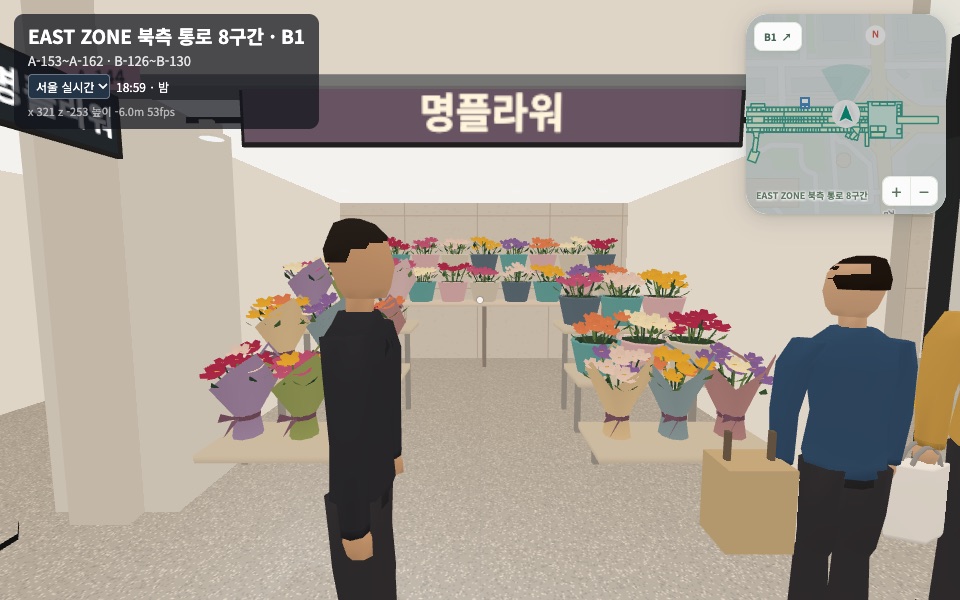 EAST ZONE 북측 통로 8구간 · B1
A-153~A-162 · B-126~B-130
서울 실시간 18:59 · 밤
x 321 z -253 높이 -6.0m 53fps
명플라워
B1 ↗
N
EAST ZONE 북측 통로 8구간
+ −